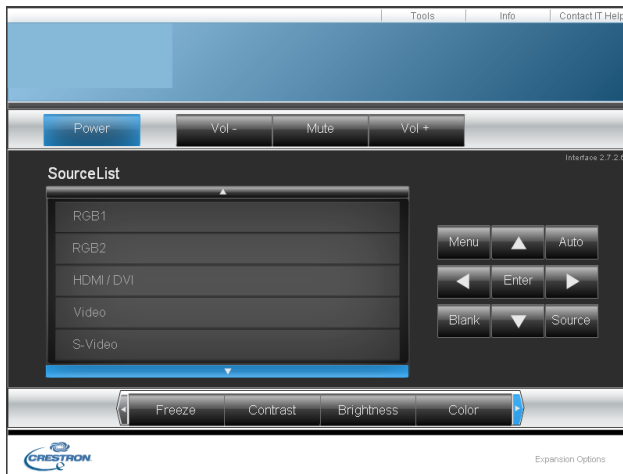 Tools Info Contact IT Help
Power Vol - Mute Vol +
Interface 2.7.2.6
SourceList
RGB1
RGB2
HDMI / DVI
Video
S-Video
Menu Auto
Enter
Blank Source
Freeze Contrast Brightness Color
CRESTRON
Expansion Options